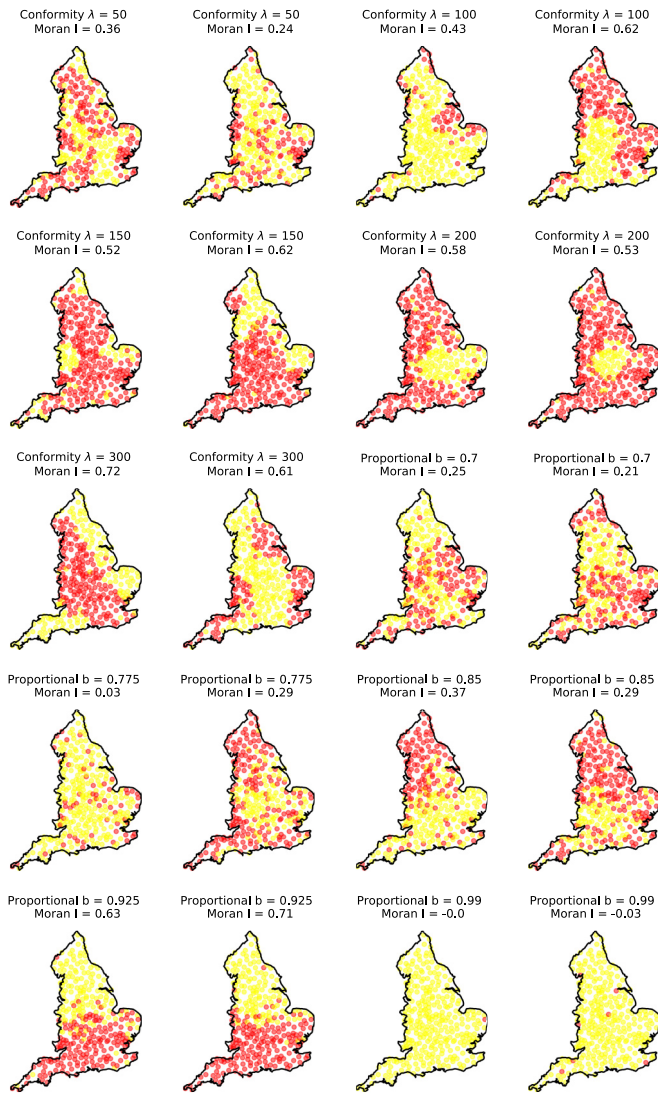 Conformity λ = 50
Moran I = 0.36
Conformity λ = 50
Moran I = 0.24
Conformity λ = 100
Moran I = 0.43
Conformity λ = 100
Moran I = 0.62
Conformity λ = 150
Moran I = 0.52
Conformity λ = 150
Moran I = 0.62
Conformity λ = 200
Moran I = 0.58
Conformity λ = 200
Moran I = 0.53
Conformity λ = 300
Moran I = 0.72
Conformity λ = 300
Moran I = 0.61
Proportional b = 0.7
Moran I = 0.25
Proportional b = 0.7
Moran I = 0.21
Proportional b = 0.775
Moran I = 0.03
Proportional b = 0.775
Moran I = 0.29
Proportional b = 0.85
Moran I = 0.37
Proportional b = 0.85
Moran I = 0.29
Proportional b = 0.925
Moran I = 0.63
Proportional b = 0.925
Moran I = 0.71
Proportional b = 0.99
Moran I = -0.0
Proportional b = 0.99
Moran I = -0.03